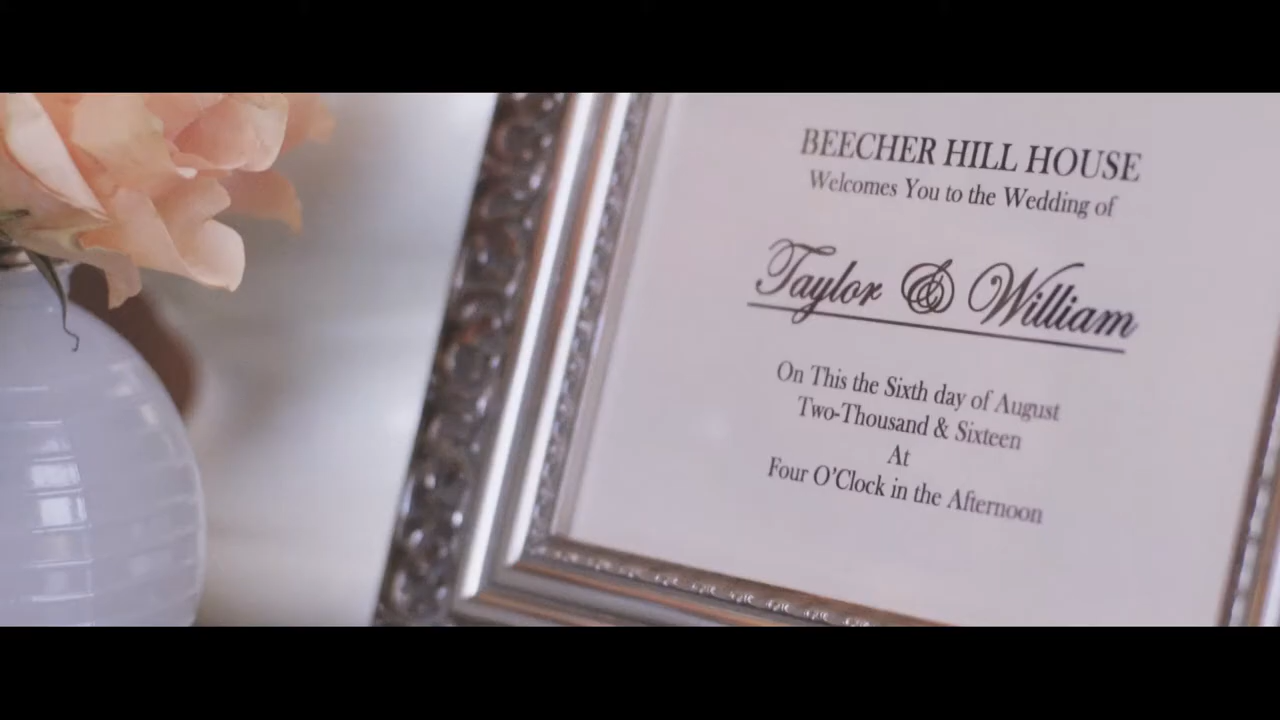 BEECHER HILL HOUSE
Welcomes You to the Wedding of
Taylor & William
On This the Sixth day of August
Two-Thousand & Sixteen
At
Four O'Clock in the Afternoon